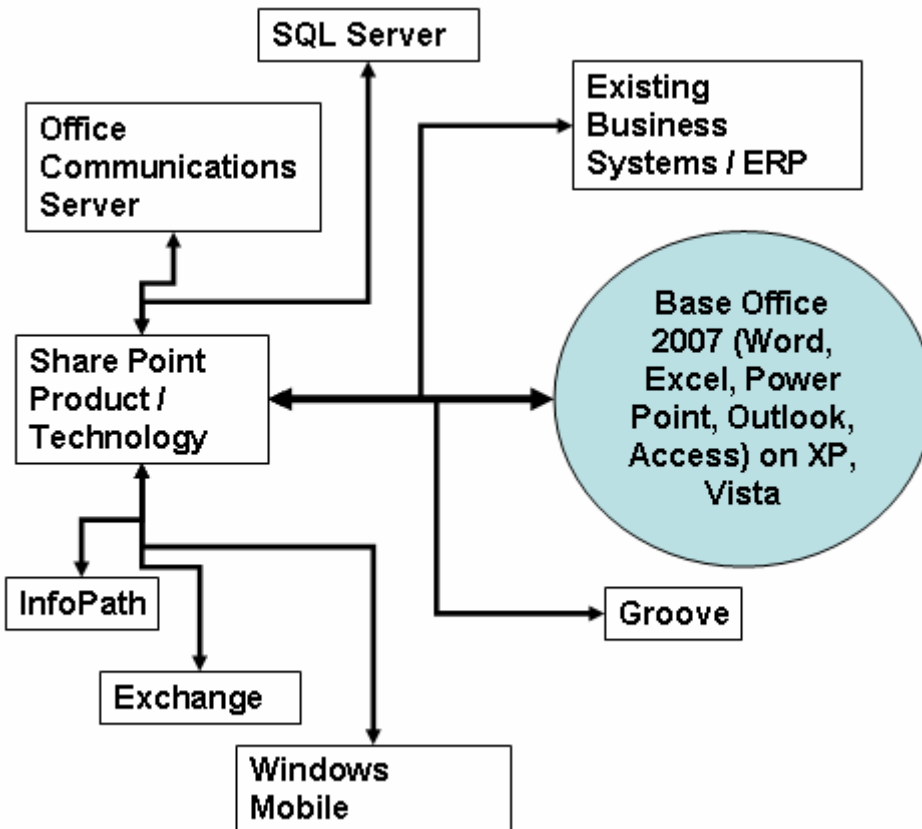 SQL Server
Existing
Business
Systems / ERP
Office
Communications
Server
Base Office
2007 (Word,
Excel, Power
Point, Outlook,
Access) on XP,
Vista
Share Point
Product /
Technology
InfoPath
Groove
Exchange
Windows
Mobile